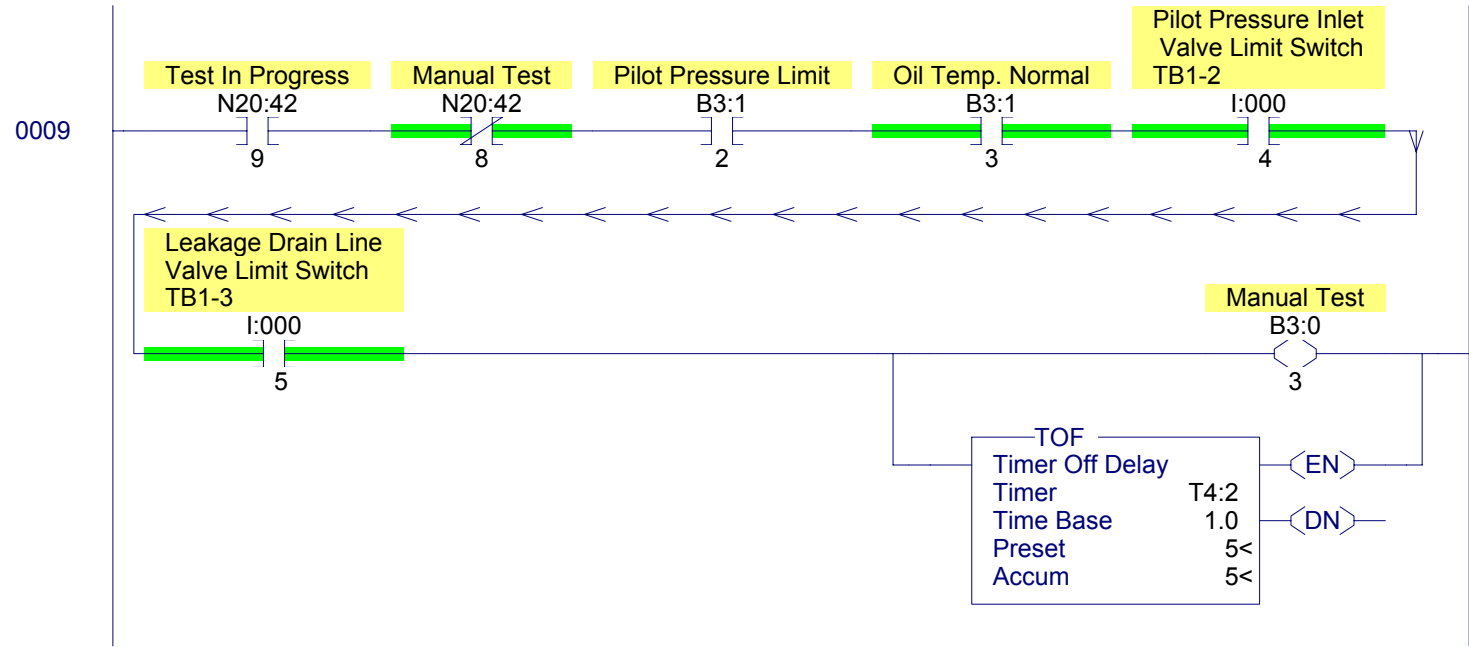 Pilot Pressure Inlet
Valve Limit Switch
TB1-2
Test In Progress Manual Test Pilot Pressure Limit Oil Temp. Normal
N20:42 N20:42 B3:1 B3:1 I:000
0009
9 8 2 3 4
Leakage Drain Line
Valve Limit Switch
TB1-3
Manual Test
I:000 B3:0
5 3
TOF
Timer Off Delay EN
Timer T4:2
Time Base 1.0 DN
Preset 5<
Accum 5<